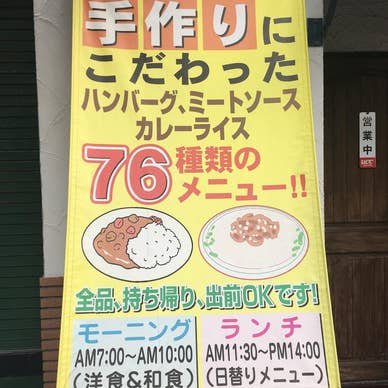 手作りに
こだわった
ハンバーグ、ミートソース
カレーライス
76種類の
メニュー!!
全品、持ち帰り、出前OKです!
モーニング
AM7:00〜AM10:00
(洋食&和食)
ランチ
AM11:30〜PM14:00
(日替りメニュー)
営業中
UCC